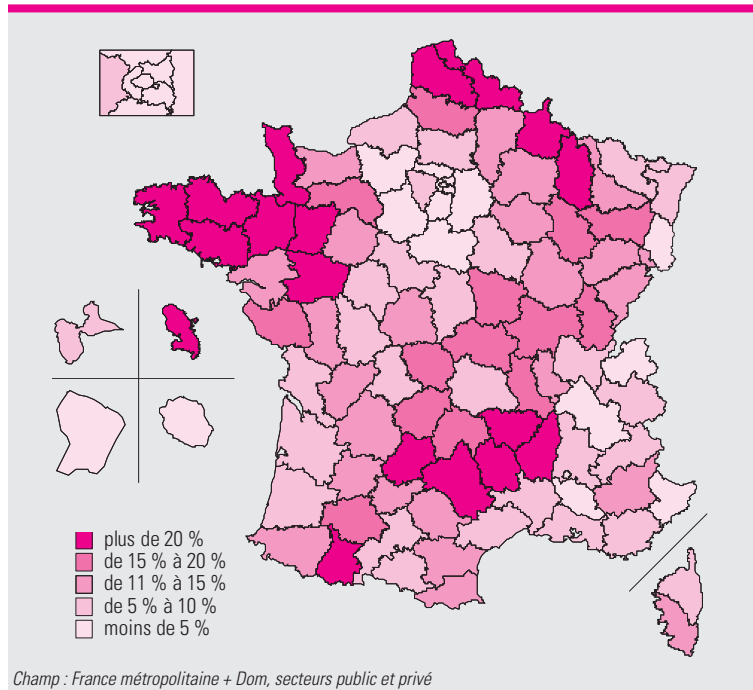 plus de 20 %
de 15 % à 20 %
de 11 % à 15 %
de 5 % à 10 %
moins de 5 %
Champ : France métropolitaine + Dom, secteurs public et privé